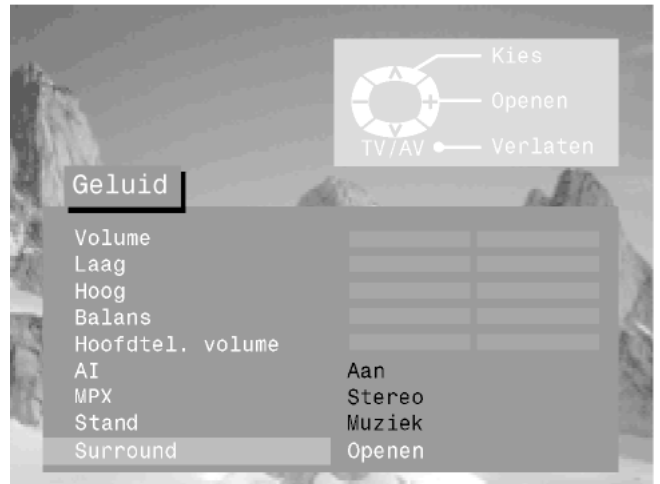 Kies
Openen
TV/AV Verlaten
Geluid
Volume
Laag
Hoog
Balans
Hoofdtel. volume
AI Aan
MPX Stereo
Stand Muziek
Surround Openen